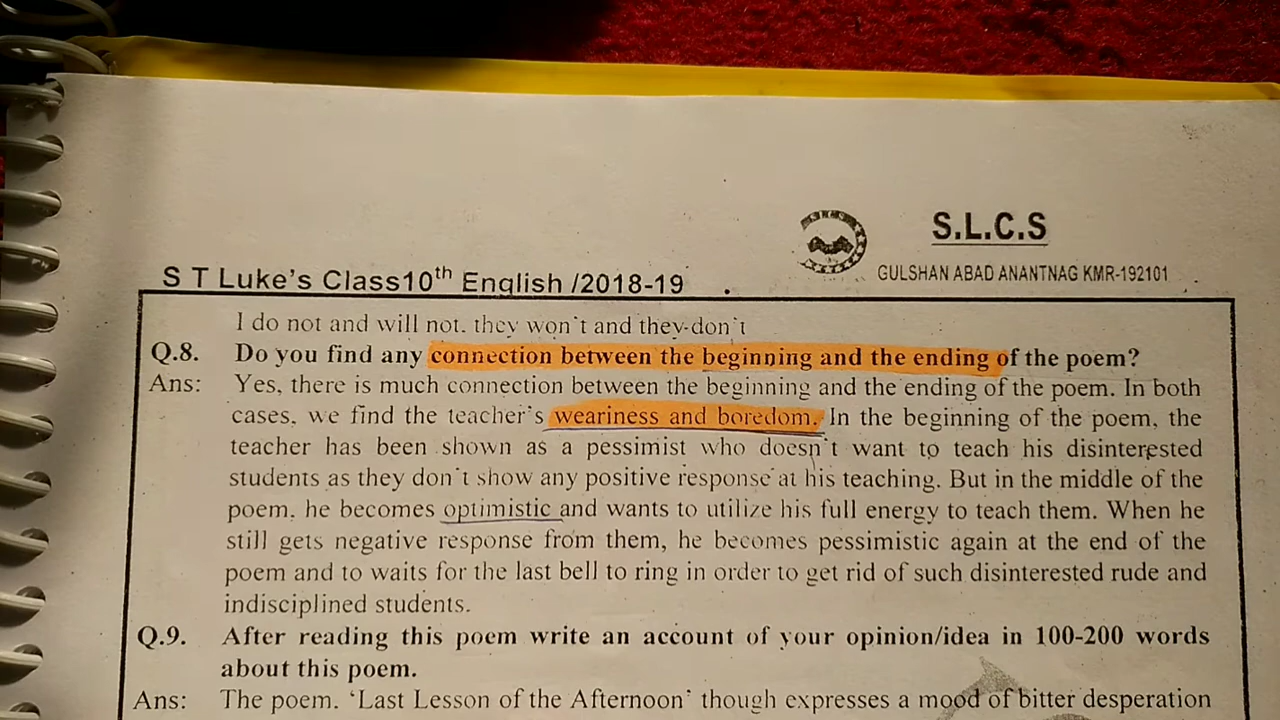 S.L.C.S
GULSHAN ABAD ANANTNAG KMR-192101
S T Luke's Class10th English /2018-19 .
I do not and will not. they won't and they-don't
Q.8. Do you find any connection between the beginning and the ending of the poem?
Ans: Yes, there is much connection between the beginning and the ending of the poem. In both
cases, we find the teacher's weariness and boredom. In the beginning of the poem, the
teacher has been shown as a pessimist who doesn't want to teach his disinterested
students as they don't show any positive response at his teaching. But in the middle of the
poem. he becomes optimistic and wants to utilize his full energy to teach them. When he
still gets negative response from them, he becomes pessimistic again at the end of the
poem and to waits for the last bell to ring in order to get rid of such disinterested rude and
indisciplined students.
Q.9. After reading this poem write an account of your opinion/idea in 100-200 words
about this poem.
Ans: The poem. 'Last Lesson of the Afternoon' though expresses a mood of bitter desperation